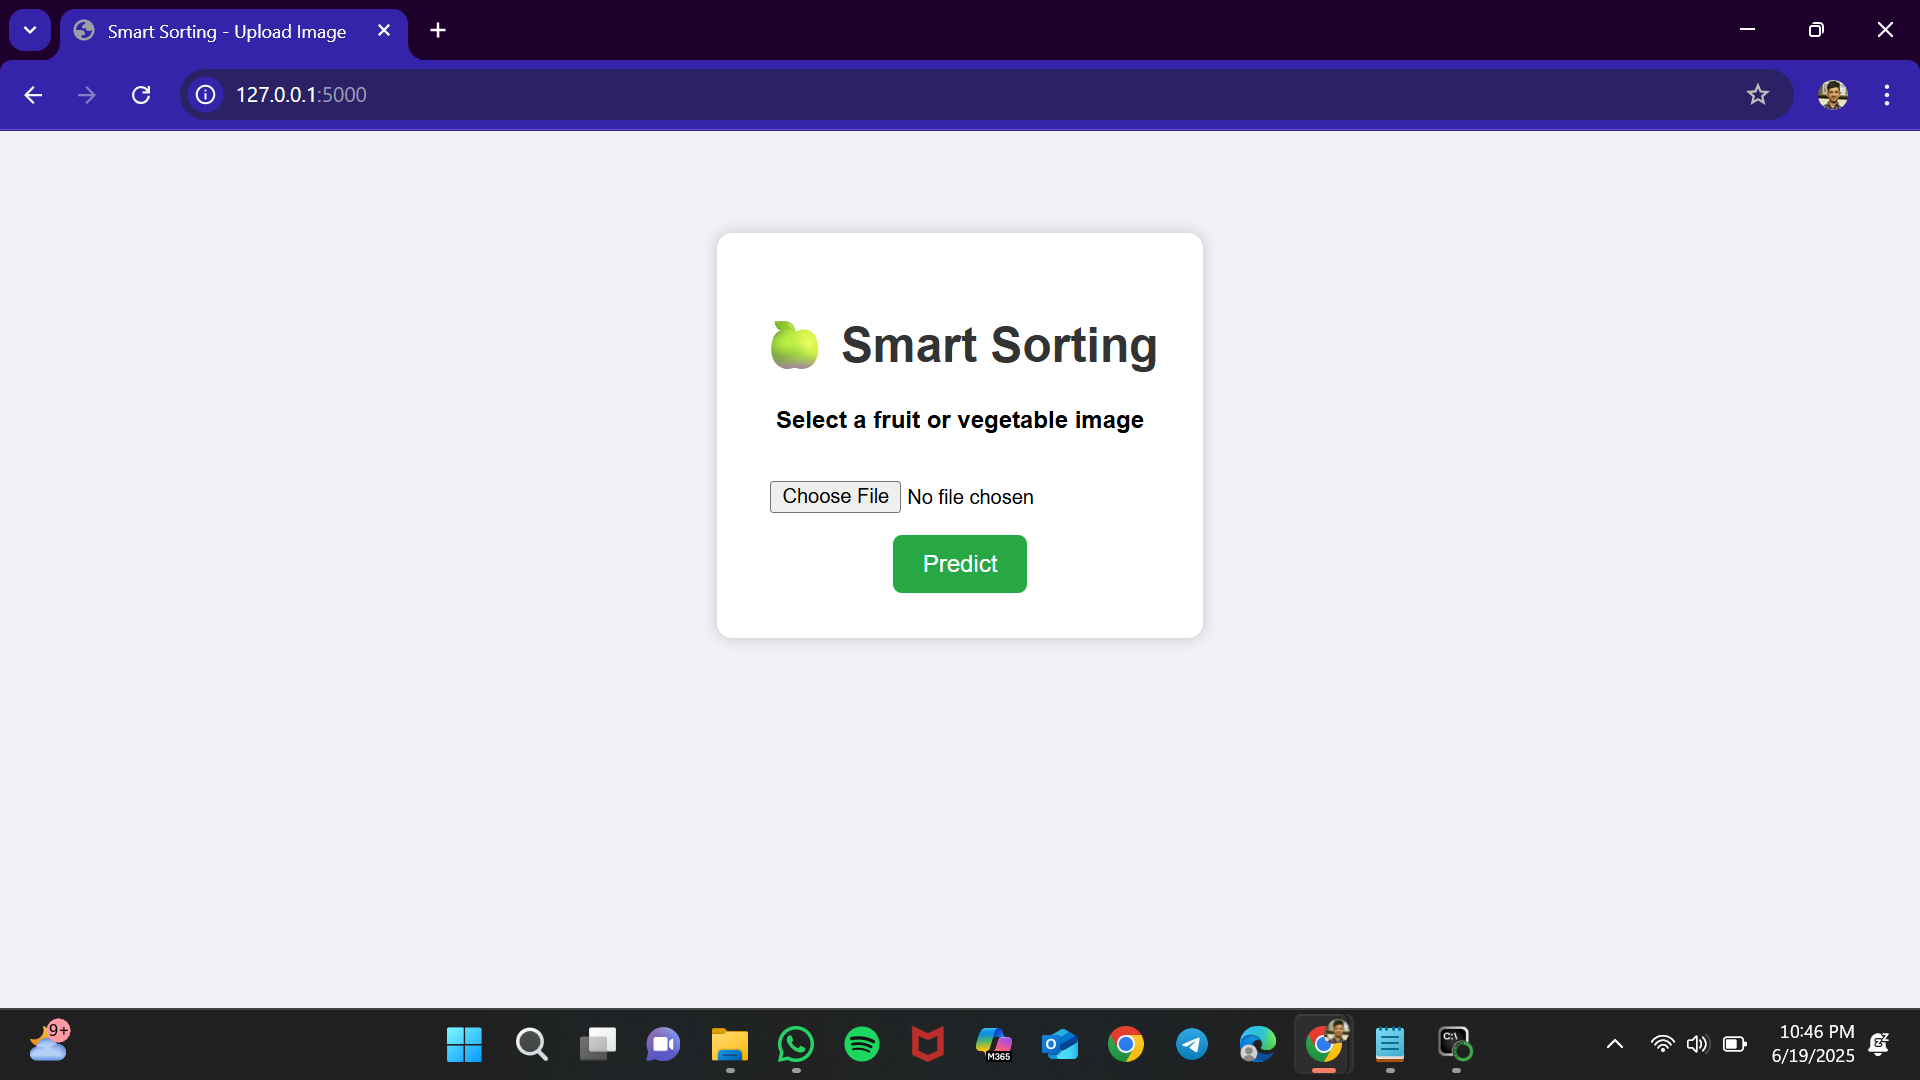 Smart Sorting - Upload Image
127.0.0.1:5000
🍏 Smart Sorting
Select a fruit or vegetable image
Choose File No file chosen
Predict
9+
M365
C:\
10:46 PM
6/19/2025